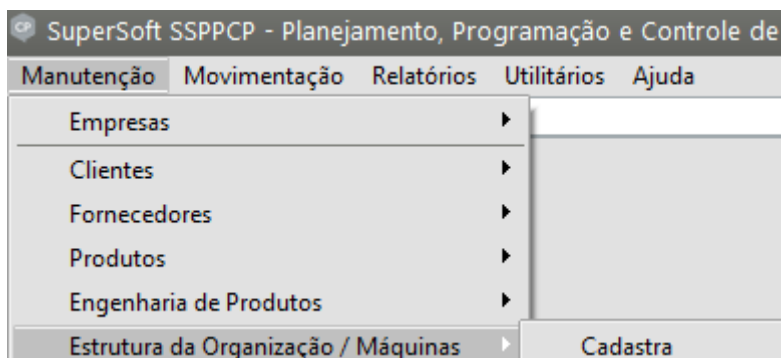 CP SuperSoft SSPPCP - Planejamento, Programação e Controle de
Manutenção Movimentação Relatórios Utilitários Ajuda
Empresas
Clientes
Fornecedores
Produtos
Engenharia de Produtos
Estrutura da Organização / Máquinas Cadastra